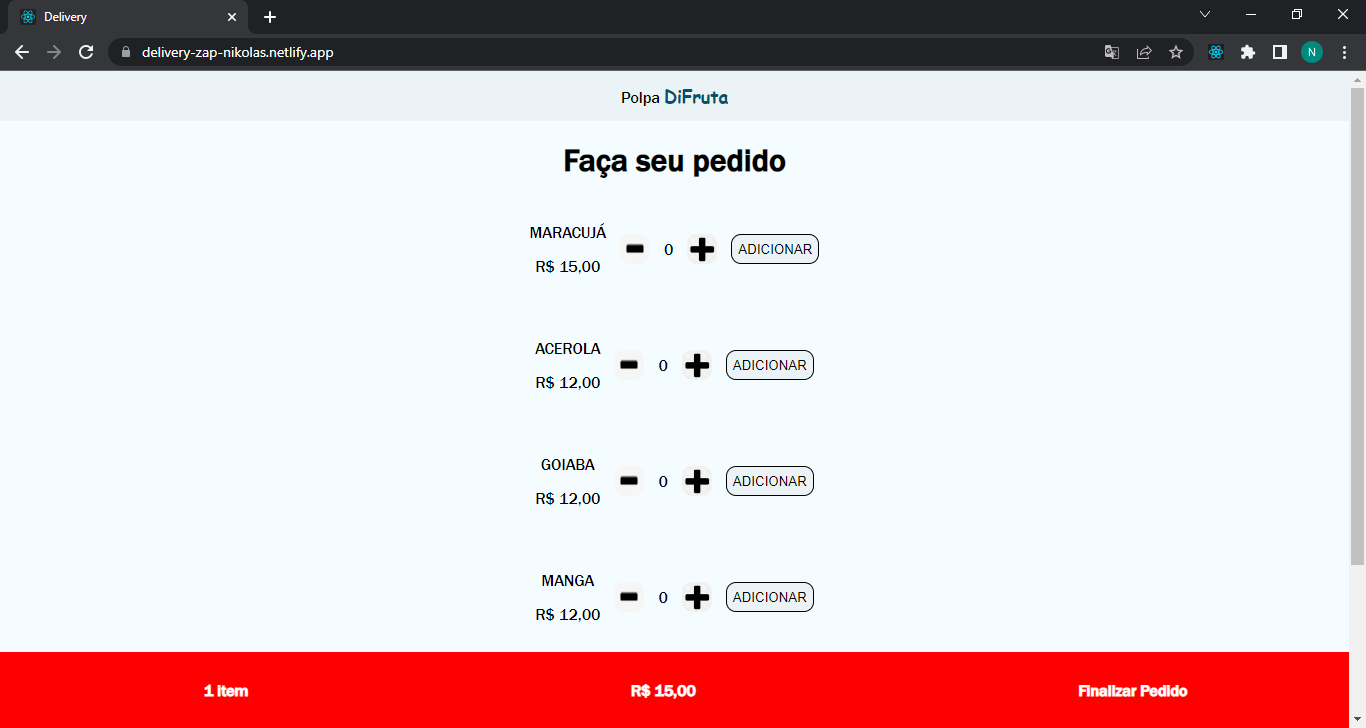 Delivery
delivery-zap-nikolas.netlify.app
N
Polpa DiFruta
Faça seu pedido
MARACUJÁ
R$ 15,00
0
ADICIONAR
ACEROLA
R$ 12,00
0
ADICIONAR
GOIABA
R$ 12,00
0
ADICIONAR
MANGA
R$ 12,00
0
ADICIONAR
1 item
R$ 15,00
Finalizar Pedido